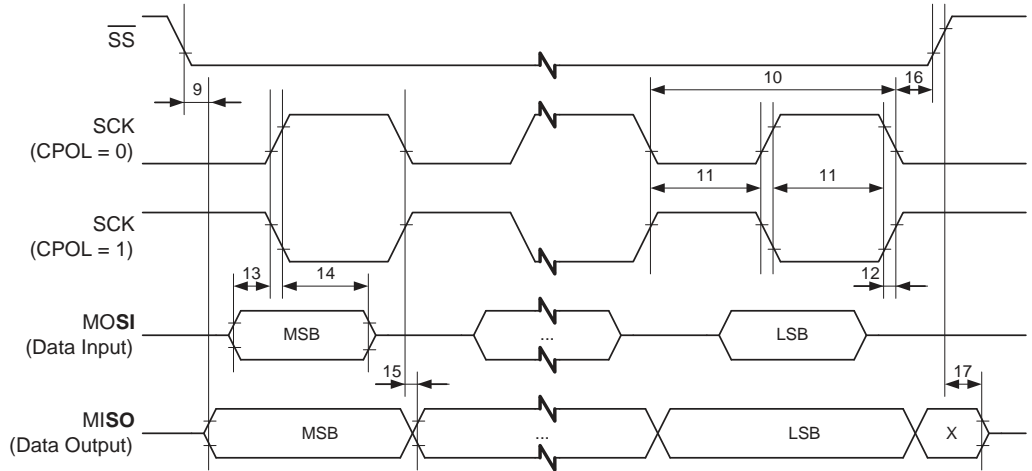 SS
9
10
16
SCK
(CPOL = 0)
11
11
SCK
(CPOL = 1)
12
13
14
MOSI
(Data Input)
MSB
...
LSB
15
17
MISO
(Data Output)
MSB
...
LSB
X